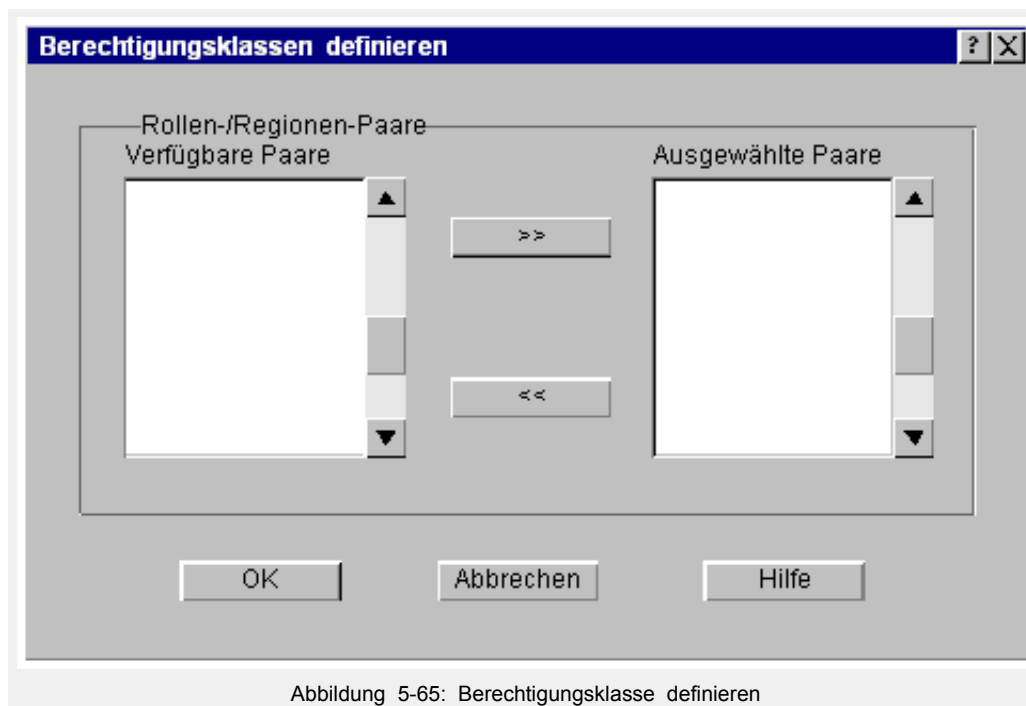 Berechtigungsklassen definieren
? X
Rollen-/Regionen-Paare
Verfügbare Paare
Ausgewählte Paare
>>
<<
OK
Abbrechen
Hilfe
Abbildung 5-65: Berechtigungsklasse definieren